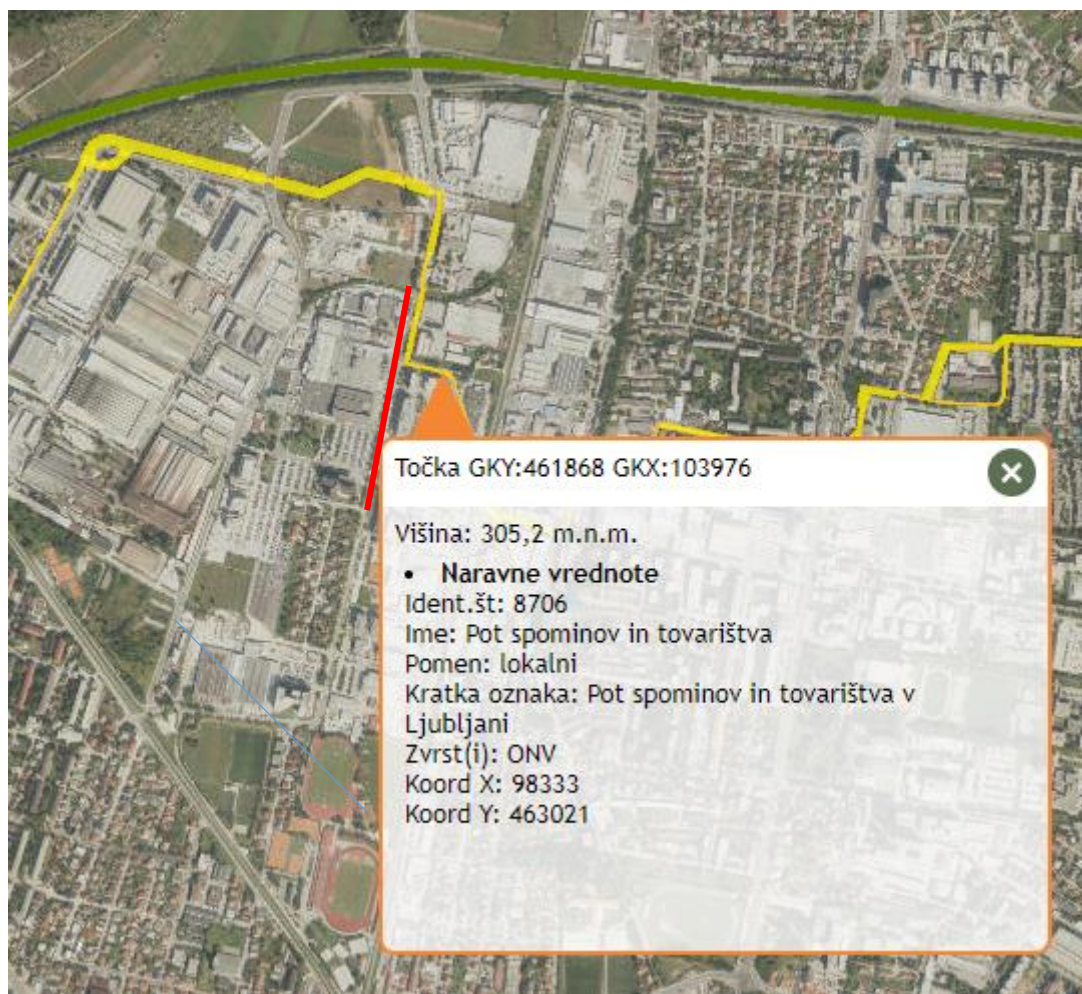 Točka GKY:461868 GKX:103976
Višina: 305,2 m.n.m.
• Naravne vrednote
Ident.št: 8706
Ime: Pot spominov in tovarištva
Pomen: lokalni
Kratka oznaka: Pot spominov in tovarištva v
Ljubljani
Zvrst(i): ONV
Koord X: 98333
Koord Y: 463021